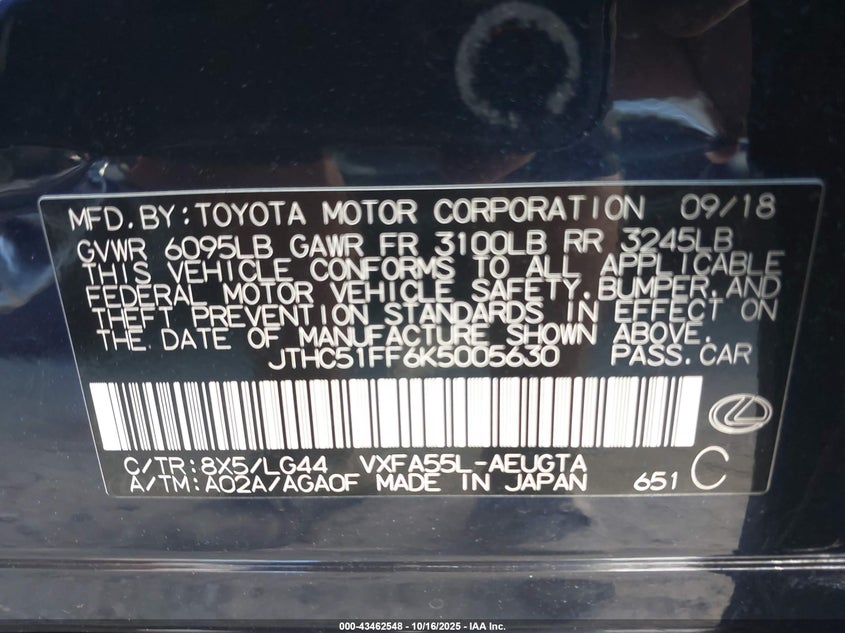 MFD.BY:TOYOTA MOTOR CORPORATION 09/18
GVWR 6095LB GAWR FR 3100LB RR 3245LB
THIS VEHICLE CONFORMS TO ALL APPLICABLE
FEDERAL MOTOR VEHICLE SAFETY,BUMPER,AND
THEFT PREVENTION STANDARDS IN EFFECT ON
THE DATE OF MANUFACTURE SHOWN ABOVE.
JTHC51FF6K5005630 PASS.CAR
C/TR:8X5/LG44 VXFA55L-AEUGTA
A/TM:A02A/AGA0F MADE IN JAPAN 651 C
000-43462548 - 10/16/2025 - IAA Inc.